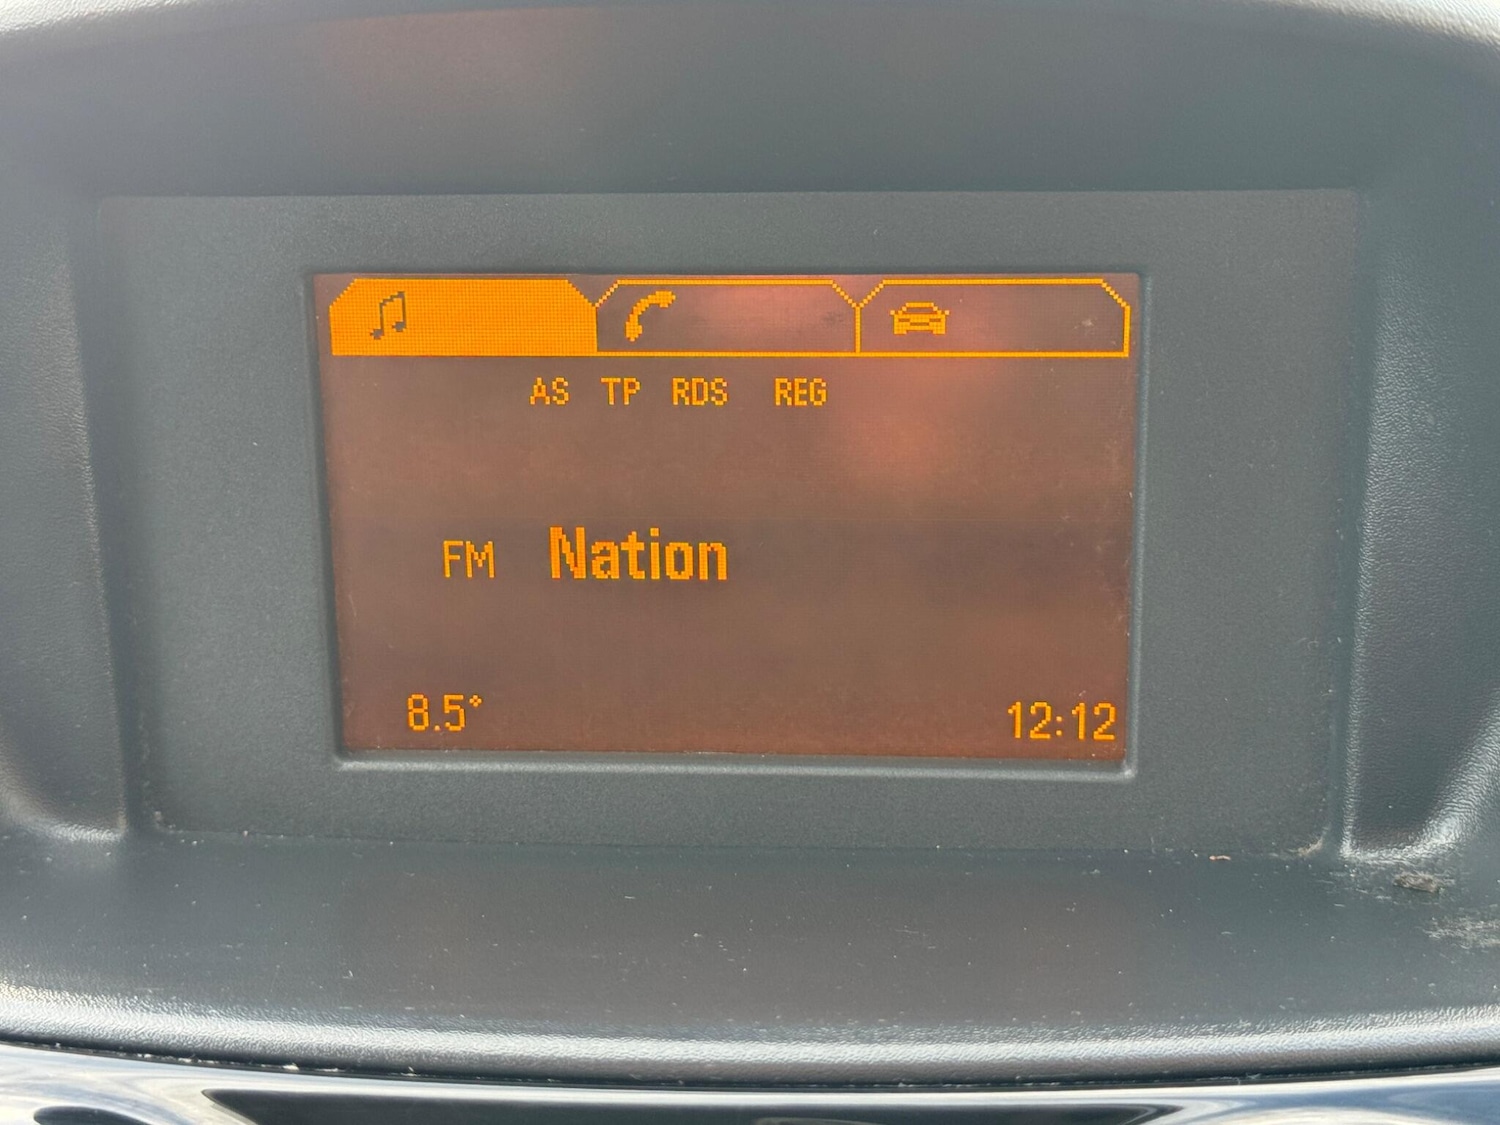 AS TP RDS REG
FM Nation
8.5° 12:12